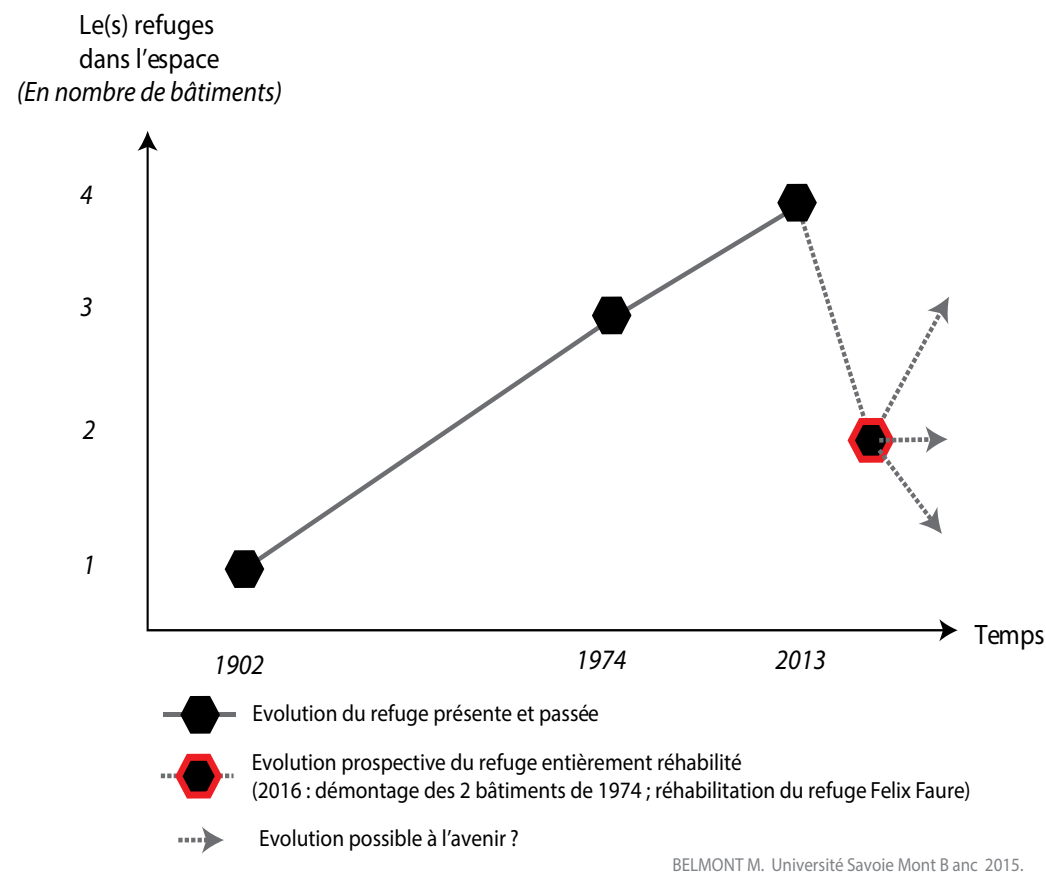 Le(s) refuges
dans l'espace
(En nombre de bâtiments)
4
3
2
1
Temps
1902
1974
2013
Evolution du refuge présente et passée
Evolution prospective du refuge entièrement réhabilité
(2016 : démontage des 2 bâtiments de 1974 ; réhabilitation du refuge Felix Faure)
Evolution possible à l'avenir ?
BELMONT M. Université Savoie Mont B anc 2015.